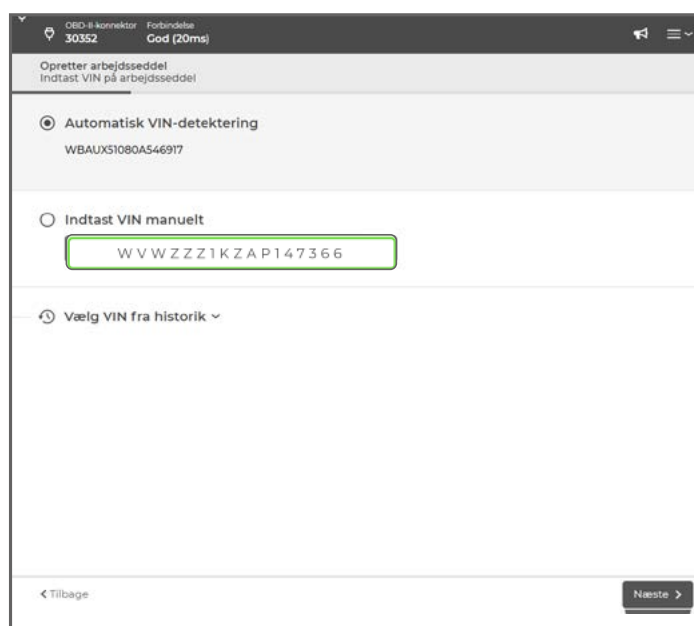 OBD-II-konnektor Forbindelse
30352 God (20ms)
Opretter arbejdsseddel
Indtast VIN på arbejdsseddel
Automatisk VIN-detektering
WBAUX51080A546917
Indtast VIN manuelt
WVWZZZ1KZAP147366
Vælg VIN fra historik
Tilbage
Næste